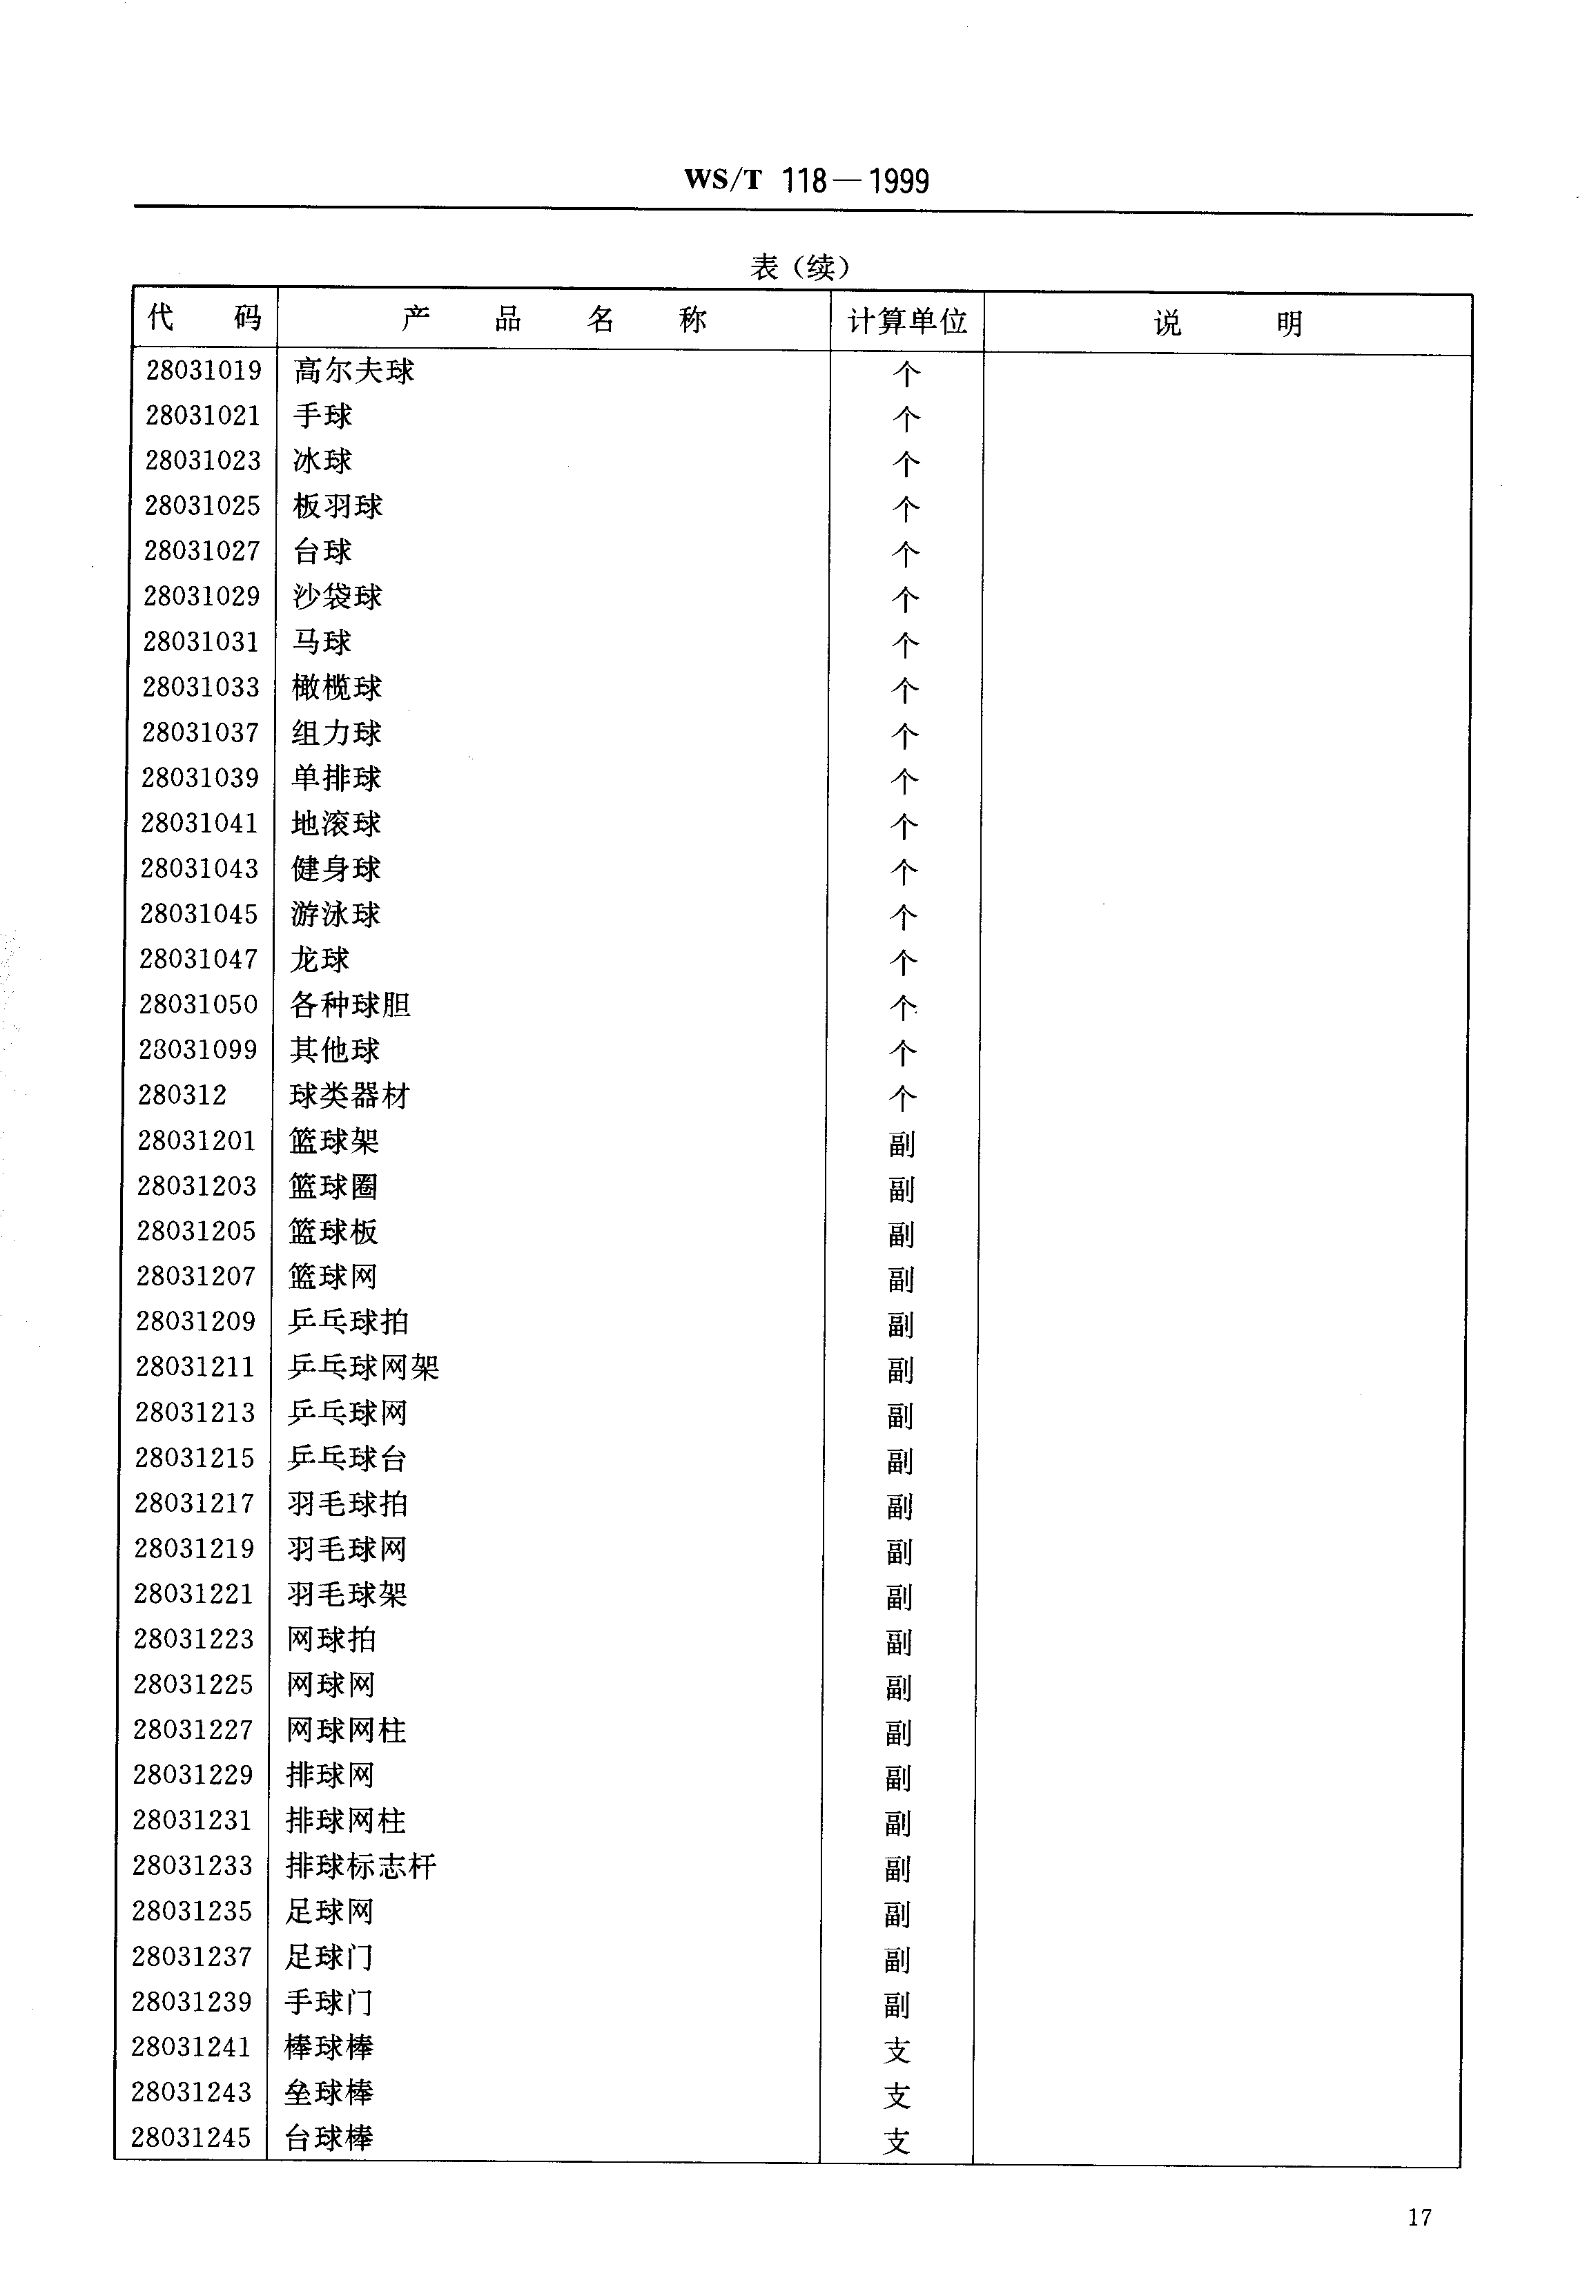 WS/T 118—1999
表（续）
代 码 产 品 名 称 计算单位 说 明
28031019 高尔夫球 个
28031021 手球 个
28031023 冰球 个
28031025 板羽球 个
28031027 台球 个
28031029 沙袋球 个
28031031 马球 个
28031033 橄榄球 个
28031037 组力球 个
28031039 单排球 个
28031041 地滚球 个
28031043 健身球 个
28031045 游泳球 个
28031047 龙球 个
28031050 各种球胆 个
28031099 其他球 个
280312 球类器材 个
28031201 篮球架 副
28031203 篮球圈 副
28031205 篮球板 副
28031207 篮球网 副
28031209 乒乓球拍 副
28031211 乒乓球网架 副
28031213 乒乓球网 副
28031215 乒乓球台 副
28031217 羽毛球拍 副
28031219 羽毛球网 副
28031221 羽毛球架 副
28031223 网球拍 副
28031225 网球网 副
28031227 网球网柱 副
28031229 排球网 副
28031231 排球网柱 副
28031233 排球标志杆 副
28031235 足球网 副
28031237 足球门 副
28031239 手球门 副
28031241 棒球棒 支
28031243 垒球棒 支
28031245 台球棒 支
17